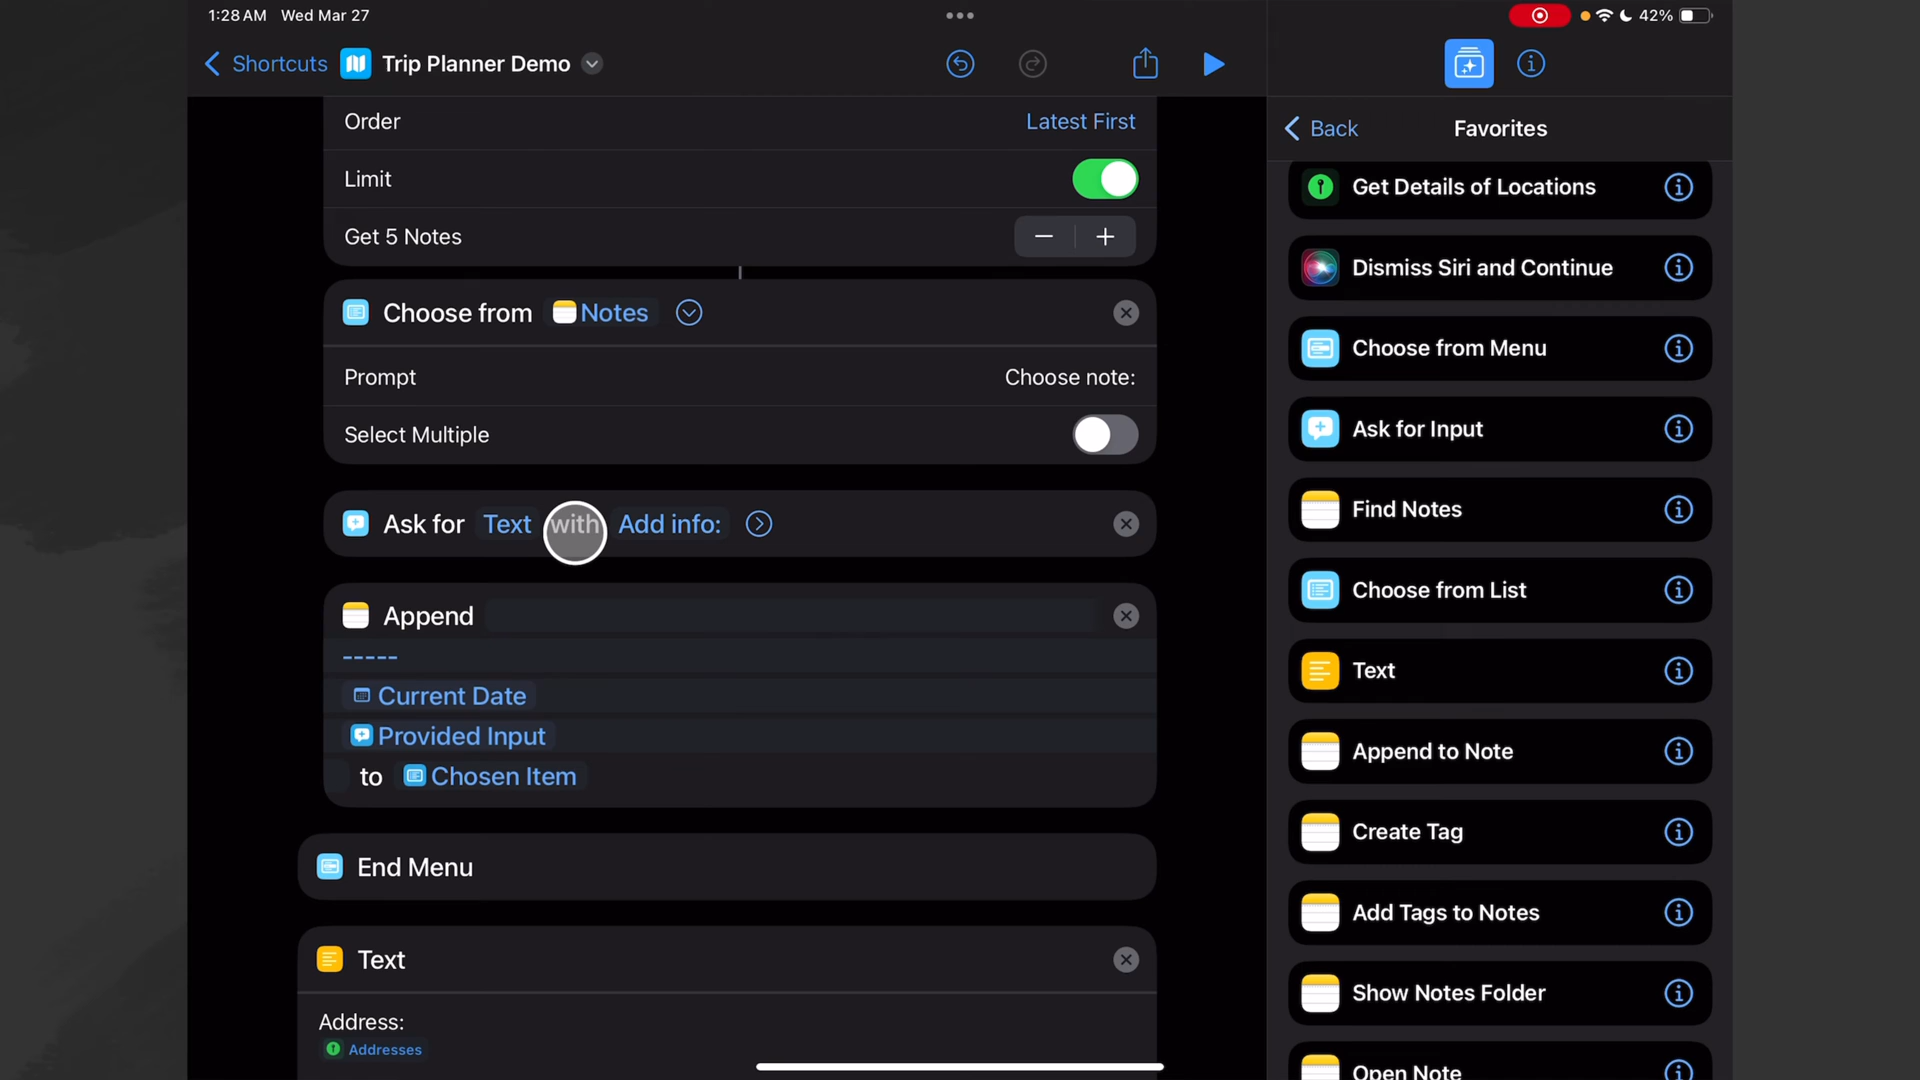 1:28 AM Wed Mar 27
42%
Shortcuts Trip Planner Demo
Order Latest First
Limit
Get 5 Notes
Choose from Notes
Prompt Choose note:
Select Multiple
Ask for Text with Add info:
Append
-----
Current Date
Provided Input
to Chosen Item
End Menu
Text
Address:
Addresses
Back Favorites
Get Details of Locations
Dismiss Siri and Continue
Choose from Menu
Ask for Input
Find Notes
Choose from List
Text
Append to Note
Create Tag
Add Tags to Notes
Show Notes Folder
Open Note